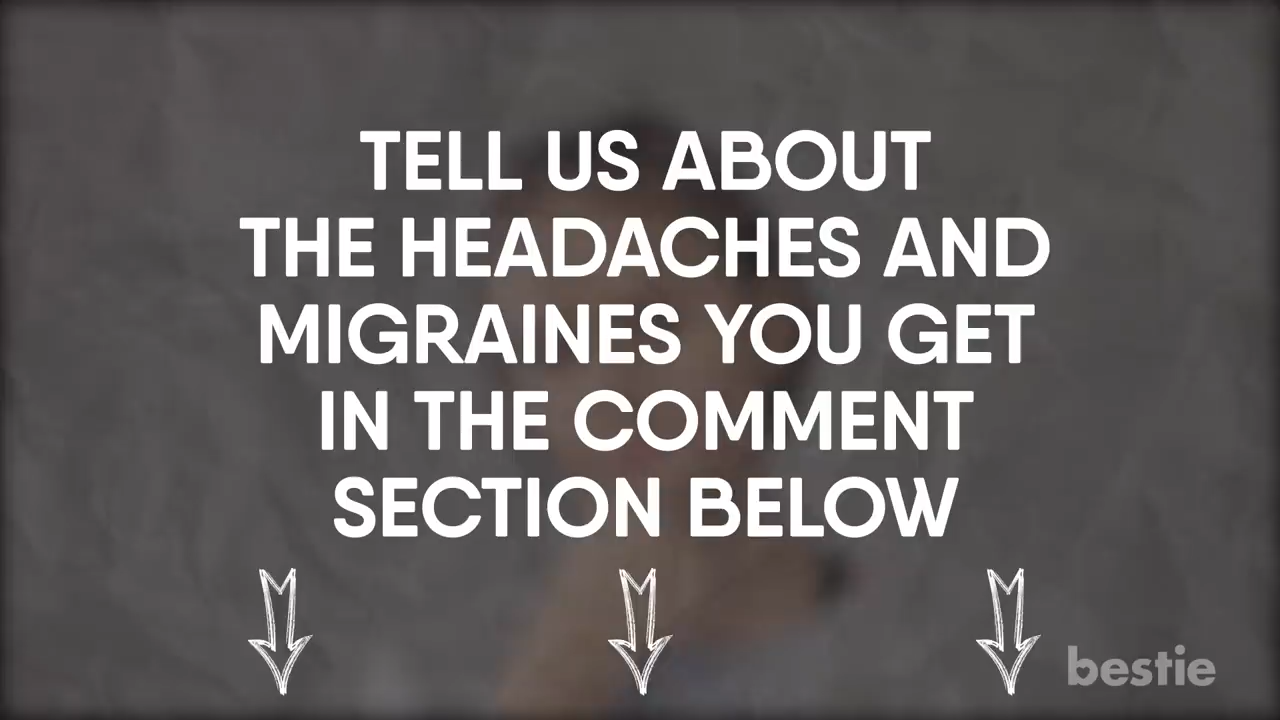 TELL US ABOUT
THE HEADACHES AND
MIGRAINES YOU GET
IN THE COMMENT
SECTION BELOW
bestie